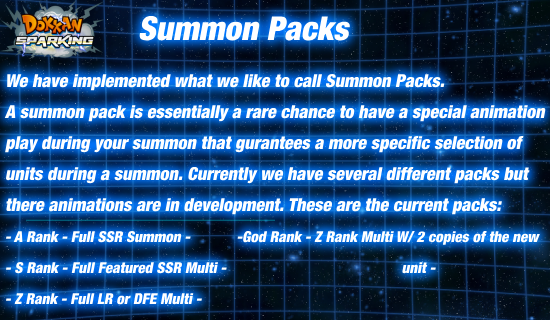 DOKKAN
SPARKING
Summon Packs
We have implemented what we like to call Summon Packs.
A summon pack is essentially a rare chance to have a special animation
play during your summon that gurantees a more specific selection of
units during a summon. Currently we have several different packs but
there animations are in development. These are the current packs:
- A Rank - Full SSR Summon -
- S Rank - Full Featured SSR Multi -
- Z Rank - Full LR or DFE Multi -
-God Rank - Z Rank Multi W/ 2 copies of the new
unit -